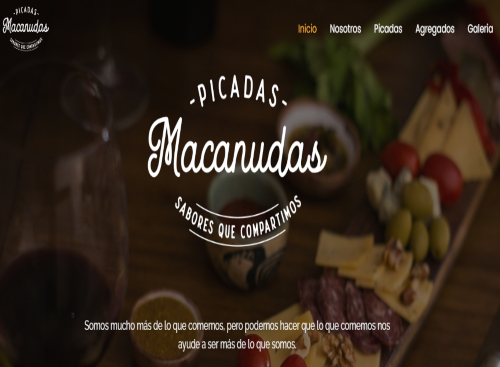 -PICADAS-
Macanudas
SABORES QUE COMPARTIMOS
Inicio Nosotros Picadas Agregados Galeria
-PICADAS-
Macanudas
SABORES QUE COMPARTIMOS
Somos mucho más de lo que comemos, pero podemos hacer que lo que comemos nos
ayude a ser más de lo que somos.